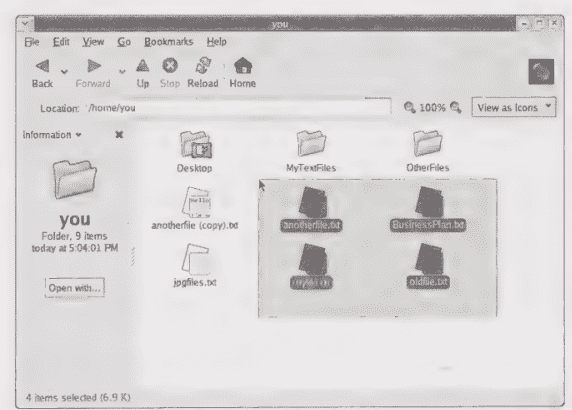 you
File Edit View Go Bookmarks Help
Back Forward Up Stop Reload Home
Location: /home/you 100% View as Icons
Information
Desktop MyTextFiles OtherFiles
you
Folder, 9 items
today at 5:04:01 PM
Open with...
anotherfile (copy).txt anotherfile.txt BusinessPlan.txt
jpgfiles.txt oldfile.txt
4 items selected (6.9 K)